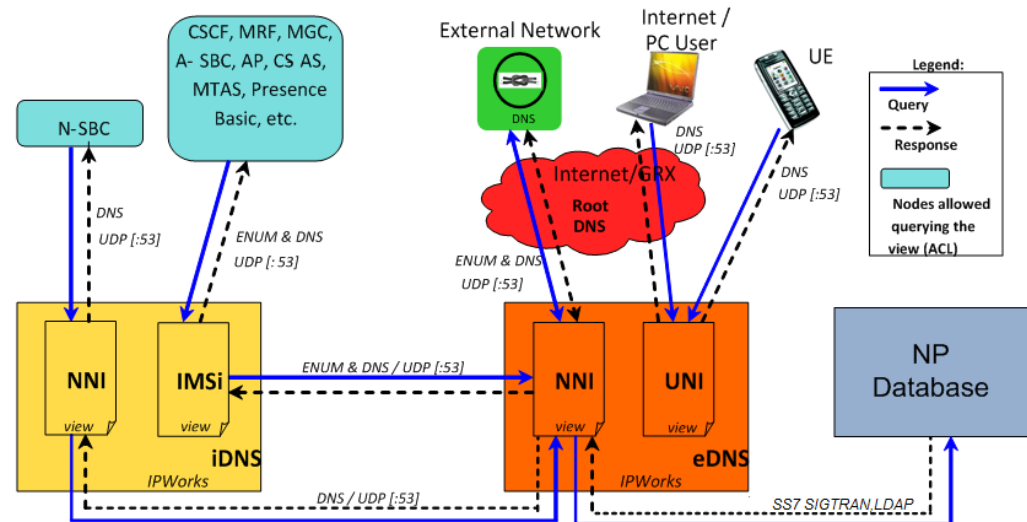 CSCF, MRF, MGC,
A- SBC, AP, CS AS,
MTAS, Presence
Basic, etc.
N-SBC
External Network
DNS
Internet /
PC User
UE
Legend:
Query
Response
Nodes allowed
querying the
view (ACL)
DNS
UDP [:53]
ENUM & DNS
UDP [: 53]
Internet/GRX
Root
DNS
ENUM & DNS
UDP [:53]
DNS
UDP [:53]
DNS
UDP [:53]
NNI
view
IMSi
view
iDNS
IPWorks
ENUM & DNS / UDP [:53]
NNI
view
UNI
view
eDNS
IPWorks
NP
Database
DNS / UDP [:53]
SS7 SIGTRAN,LDAP